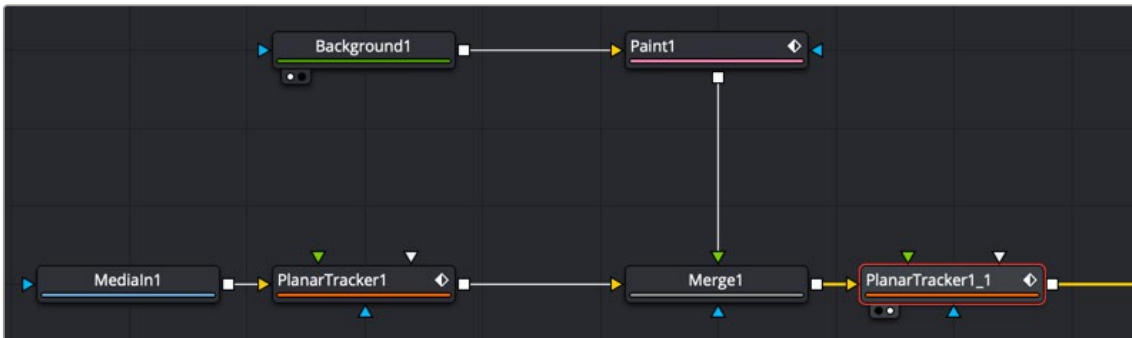 Background1
Paint1
MediaIn1
PlanarTracker1
Merge1
PlanarTracker1_1